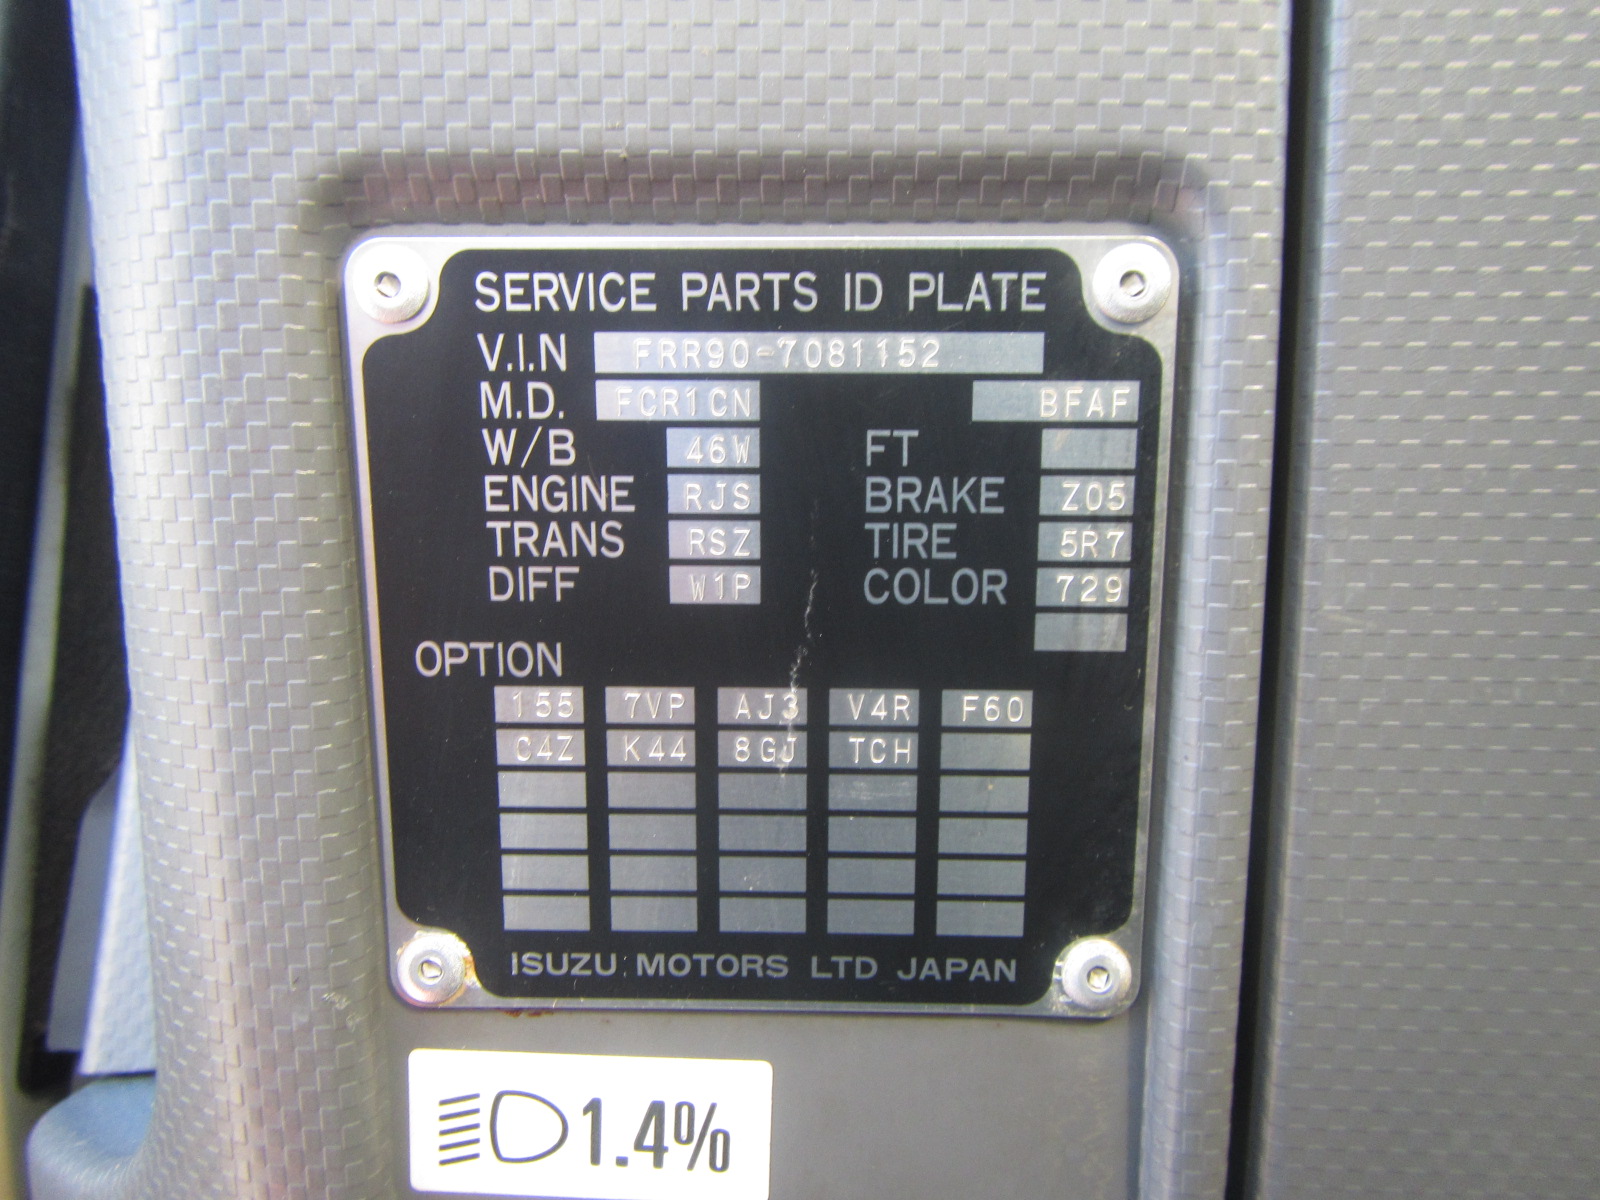 SERVICE PARTS ID PLATE
V.I.N FRR90-7081152
M.D. FCR1CN BFAF
W/B 46W FT
ENGINE RJS BRAKE Z05
TRANS RSZ TIRE 5R7
DIFF W1P COLOR 729
OPTION
155 7VP AJ3 V4R F60
C4Z K44 8GJ TCH
ISUZU MOTORS LTD JAPAN
1.4%